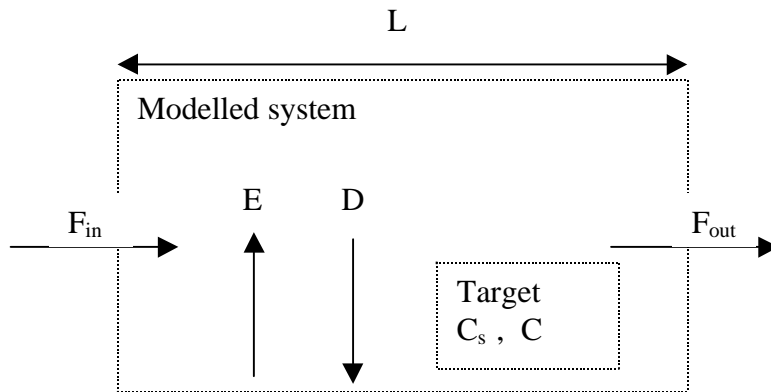 L
Modelled system
E D
F_in F_out
Target
C_s , C